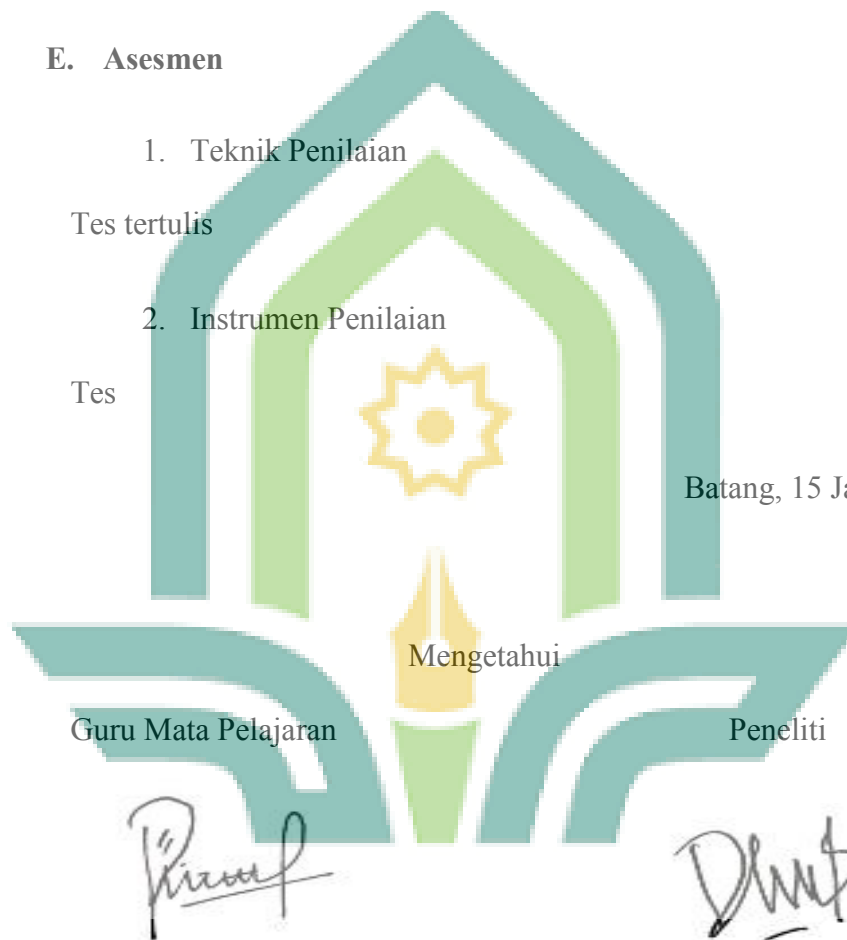 E. Asesmen
1. Teknik Penilaian
Tes tertulis
2. Instrumen Penilaian
Tes
Batang, 15 Ja
Mengetahui
Guru Mata Pelajaran Peneliti